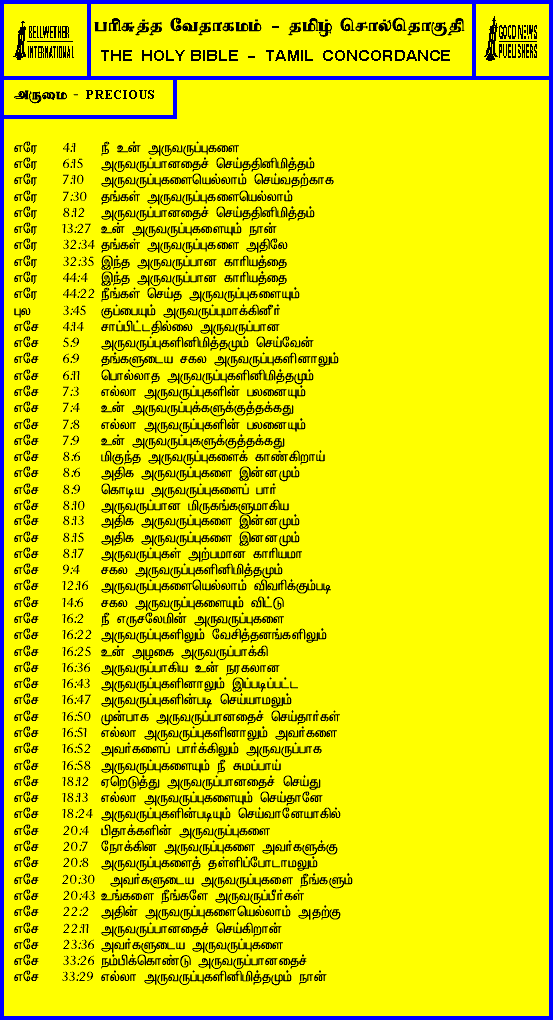 BELLWETHER
INTERNATIONAL
பரிசுத்த வேதாகமம் - தமிழ் சொல்தொகுதி
THE HOLY BIBLE - TAMIL CONCORDANCE
GOOD NEWS
PUBLISHERS
அருமை - PRECIOUS
எரே 4:1 நீ உன் அருவருப்புகளை
எரே 6:15 அருவருப்பானதைச் செய்ததினிமித்தம்
எரே 7:10 அருவருப்புகளையெல்லாம் செய்வதற்காக
எரே 7:30 தங்கள் அருவருப்புகளையெல்லாம்
எரே 8:12 அருவருப்பானதைச் செய்ததினிமித்தம்
எரே 13:27 உன் அருவருப்புகளையும் நான்
எரே 32:34 தங்கள் அருவருப்புகளை அதிலே
எரே 32:35 இந்த அருவருப்பான காரியத்தை
எரே 44:4 இந்த அருவருப்பான காரியத்தை
எரே 44:22 நீங்கள் செய்த அருவருப்புகளையும்
புல 3:45 குப்பையும் அருவருப்புமாக்கினீர்
எசே 4:14 சாப்பிட்டதில்லை அருவருப்பான
எசே 5:9 அருவருப்புகளினிமித்தமும் செய்வேன்
எசே 6:9 தங்களுடைய சகல அருவருப்புகளினாலும்
எசே 6:11 பொல்லாத அருவருப்புகளினிமித்தமும்
எசே 7:3 எல்லா அருவருப்புகளின் பலனையும்
எசே 7:4 உன் அருவருப்புக்களுக்குத்தக்கது
எசே 7:8 எல்லா அருவருப்புகளின் பலனையும்
எசே 7:9 உன் அருவருப்புகளுக்குத்தக்கது
எசே 8:6 மிகுந்த அருவருப்புகளைக் காண்கிறாய்
எசே 8:6 அதிக அருவருப்புகளை இன்னமும்
எசே 8:9 கொடிய அருவருப்புகளைப் பார்
எசே 8:10 அருவருப்பான மிருகங்களுமாகிய
எசே 8:13 அதிக அருவருப்புகளை இன்னமும்
எசே 8:15 அதிக அருவருப்புகளை இனனமும்
எசே 8:17 அருவருப்புகள் அற்பமான காரியமா
எசே 9:4 சகல அருவருப்புகளினிமித்தமும்
எசே 12:16 அருவருப்புகளையெல்லாம் விவரிக்கும்படி
எசே 14:6 சகல அருவருப்புகளையும் விட்டு
எசே 16:2 நீ எருசலேமின் அருவருப்புகளை
எசே 16:22 அருவருப்புகளிலும் வேசித்தனங்களிலும்
எசே 16:25 உன் அழகை அருவருப்பாக்கி
எசே 16:36 அருவருப்பாகிய உன் நரகலான
எசே 16:43 அருவருப்புகளினாலும் இப்படிப்பட்ட
எசே 16:47 அருவருப்புகளின்படி செய்யாமலும்
எசே 16:50 முன்பாக அருவருப்பானதைச் செய்தார்கள்
எசே 16:51 எல்லா அருவருப்புகளினாலும் அவர்களை
எசே 16:52 அவர்களைப் பார்க்கிலும் அருவருப்பாக
எசே 16:58 அருவருப்புகளையும் நீ சுமப்பாய்
எசே 18:12 ஏறெடுத்து அருவருப்பானதைச் செய்து
எசே 18:13 எல்லா அருவருப்புகளையும் செய்தானே
எசே 18:24 அருவருப்புகளின்படியும் செய்வானேயாகில்
எசே 20:4 பிதாக்களின் அருவருப்புகளை
எசே 20:7 நோக்கின அருவருப்புகளை அவர்களுக்கு
எசே 20:8 அருவருப்புகளைத் தள்ளிப்போடாமலும்
எசே 20:30 அவர்களுடைய அருவருப்புகளை நீங்களும்
எசே 20:43 உங்களை நீங்களே அருவருப்பீர்கள்
எசே 22:2 அதின் அருவருப்புகளையெல்லாம் அதற்கு
எசே 22:11 அருவருப்பானதைச் செய்கிறான்
எசே 23:36 அவர்களுடைய அருவருப்புகளை
எசே 33:26 நம்பிக்கொண்டு அருவருப்பானதைச்
எசே 33:29 எல்லா அருவருப்புகளினிமித்தமும் நான்